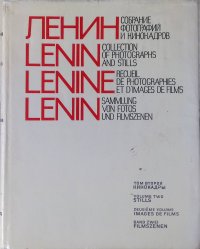 ЛЕНИН
СОБРАНИЕ
ФОТОГРАФИЙ
И КИНОКАДРОВ
LENIN
COLLECTION
OF PHOTOGRAPHS
AND STILLS
LENINE
RECUEIL
DE PHOTOGRAPHIES
ET D'IMAGES DE FILMS
LENIN
SAMMLUNG
VON FOTOS
UND FILMSZENEN
ТОМ ВТОРОЙ
КИНОКАДРЫ
VOLUME TWO
STILLS
DEUXIÈME VOLUME
IMAGES DE FILMS
BAND ZWEI
FILMSZENEN